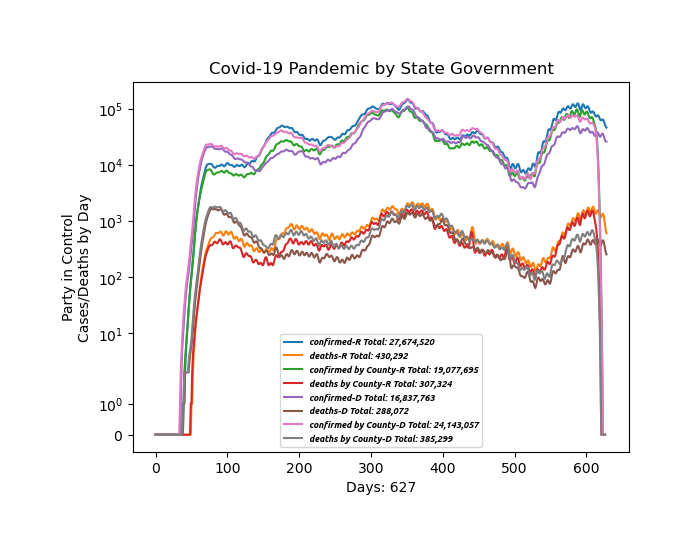 Covid-19 Pandemic by State Government
Party in Control
Cases/Deaths by Day
10^5
10^4
10^3
10^2
10^1
10^0
0
confirmed-R Total: 27,674,520
deaths-R Total: 430,292
confirmed by County-R Total: 19,077,695
deaths by County-R Total: 307,324
confirmed-D Total: 16,837,763
deaths-D Total: 288,072
confirmed by County-D Total: 24,143,057
deaths by County-D Total: 385,299
0 100 200 300 400 500 600
Days: 627